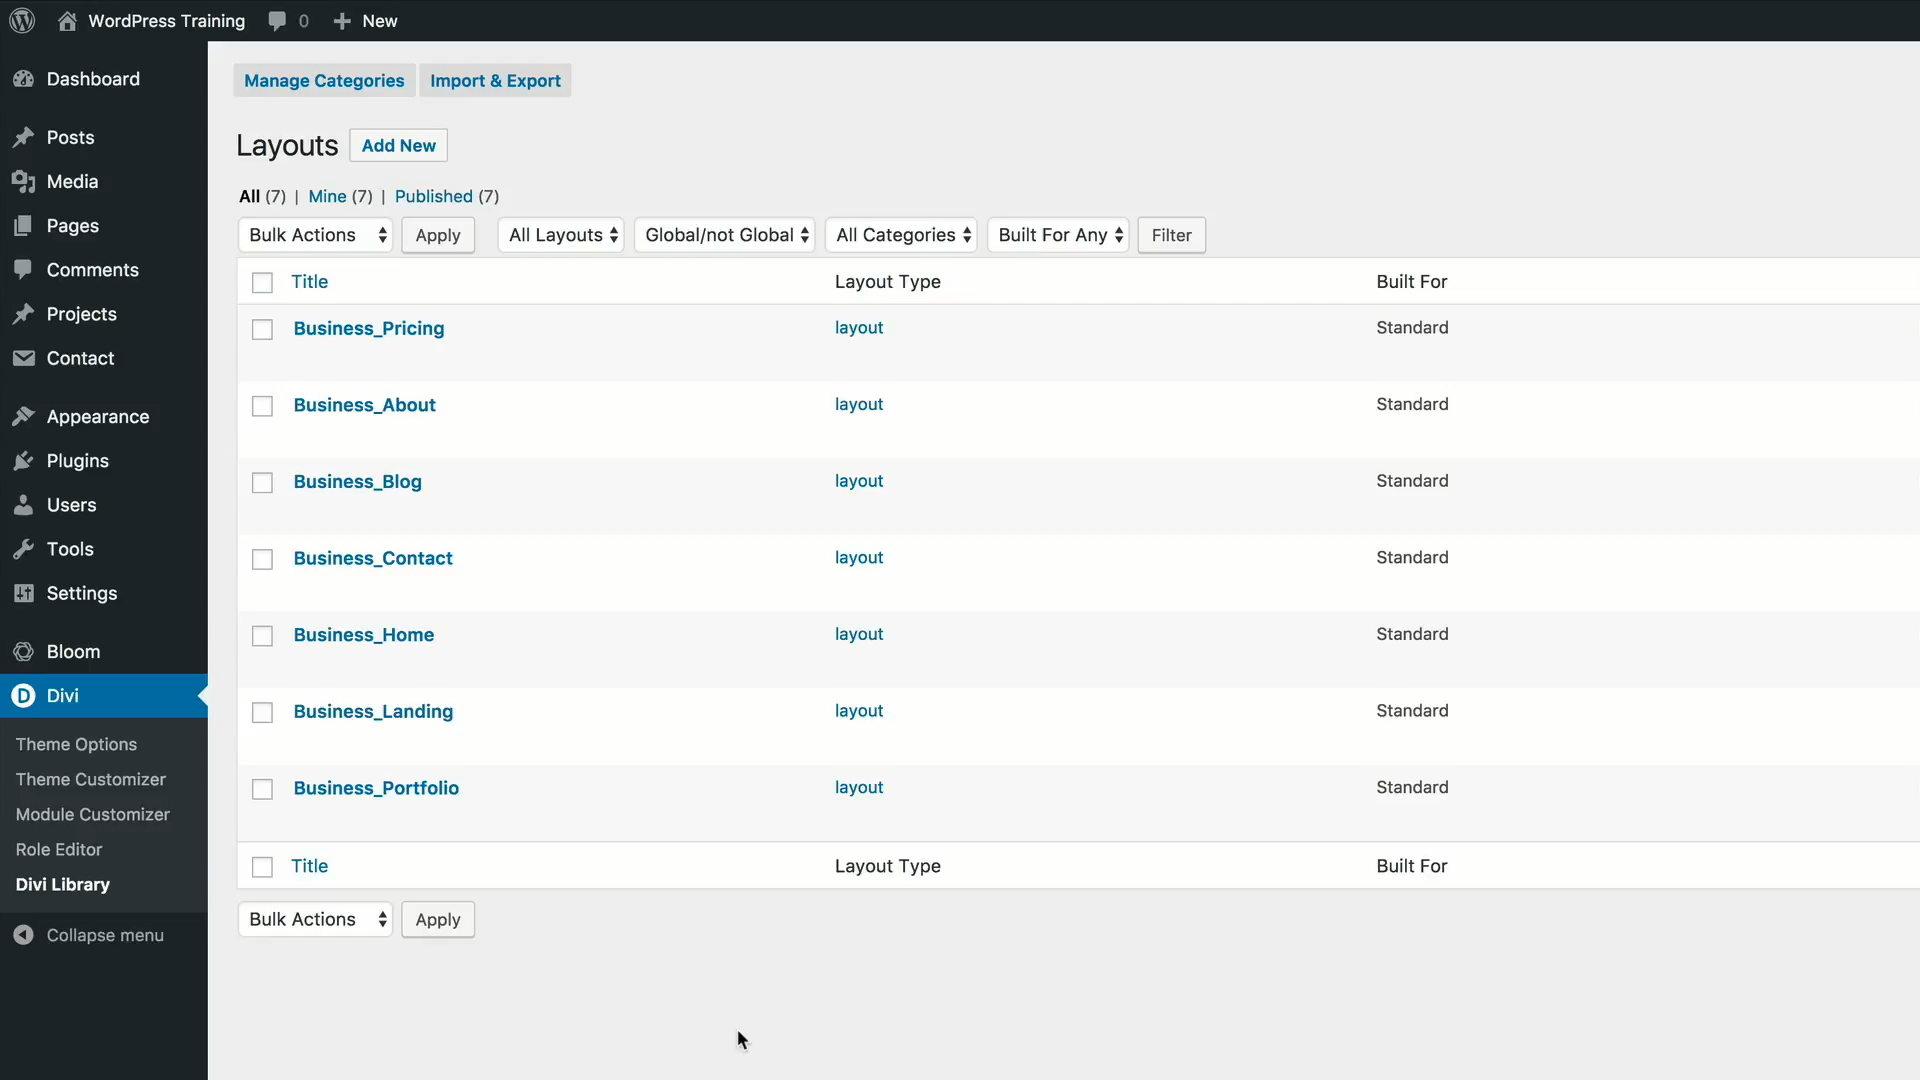 WordPress Training 0 New
Dashboard
Posts
Media
Pages
Comments
Projects
Contact
Appearance
Plugins
Users
Tools
Settings
Bloom
D Divi
Theme Options
Theme Customizer
Module Customizer
Role Editor
Divi Library
Collapse menu
Manage Categories Import & Export
Layouts Add New
All (7) | Mine (7) | Published (7)
Bulk Actions Apply All Layouts Global/not Global All Categories Built For Any Filter
Title Layout Type Built For
Business_Pricing layout Standard
Business_About layout Standard
Business_Blog layout Standard
Business_Contact layout Standard
Business_Home layout Standard
Business_Landing layout Standard
Business_Portfolio layout Standard
Title Layout Type Built For
Bulk Actions Apply